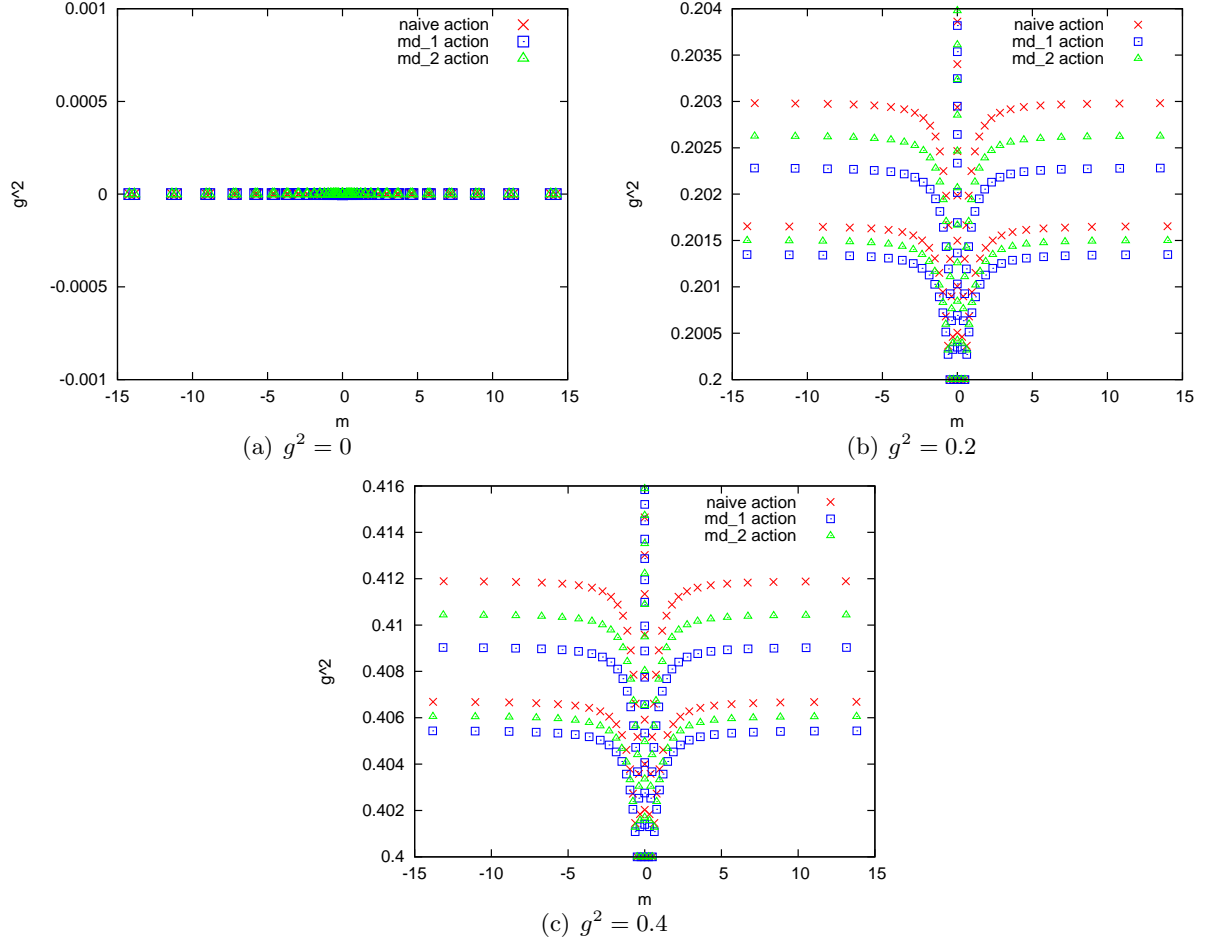 0.001
0.0005
0
-0.0005
-0.001
g^2
naive action
md_1 action
md_2 action
-15 -10 -5 0 5 10 15
m
(a) g² = 0
0.204
0.2035
0.203
0.2025
0.202
0.2015
0.201
0.2005
0.2
g^2
naive action
md_1 action
md_2 action
-15 -10 -5 0 5 10 15
m
(b) g² = 0.2
0.416
0.414
0.412
0.41
0.408
0.406
0.404
0.402
0.4
g^2
naive action
md_1 action
md_2 action
-15 -10 -5 0 5 10 15
m
(c) g² = 0.4